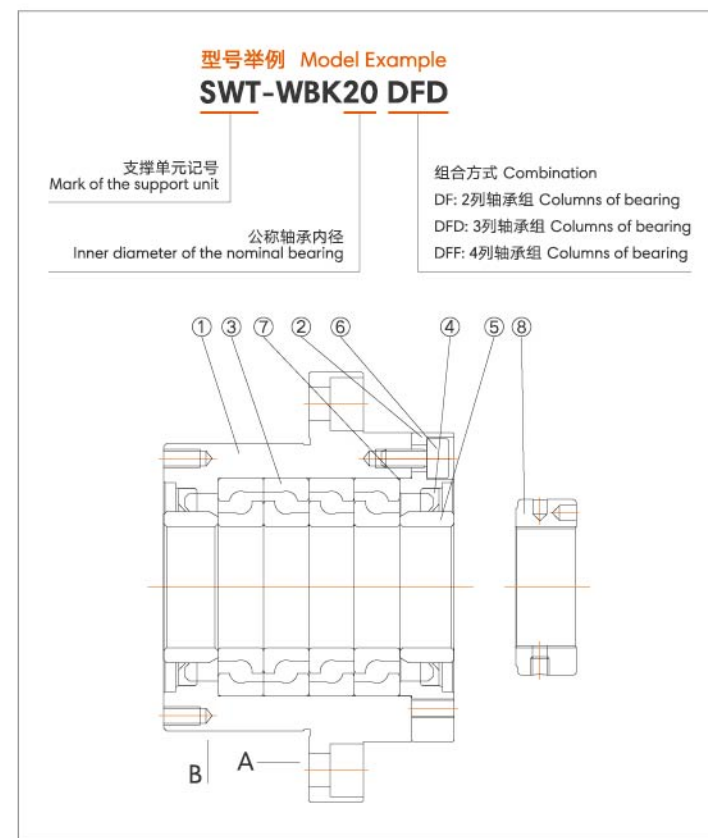 型号举例 Model Example
SWT-WBK20 DFD
支撑单元记号
Mark of the support unit
公称轴承内径
Inner diameter of the nominal bearing
组合方式 Combination
DF: 2列轴承组 Columns of bearing
DFD: 3列轴承组 Columns of bearing
DFF: 4列轴承组 Columns of bearing
① ③ ⑦ ② ⑥ ④ ⑤ ⑧
B A